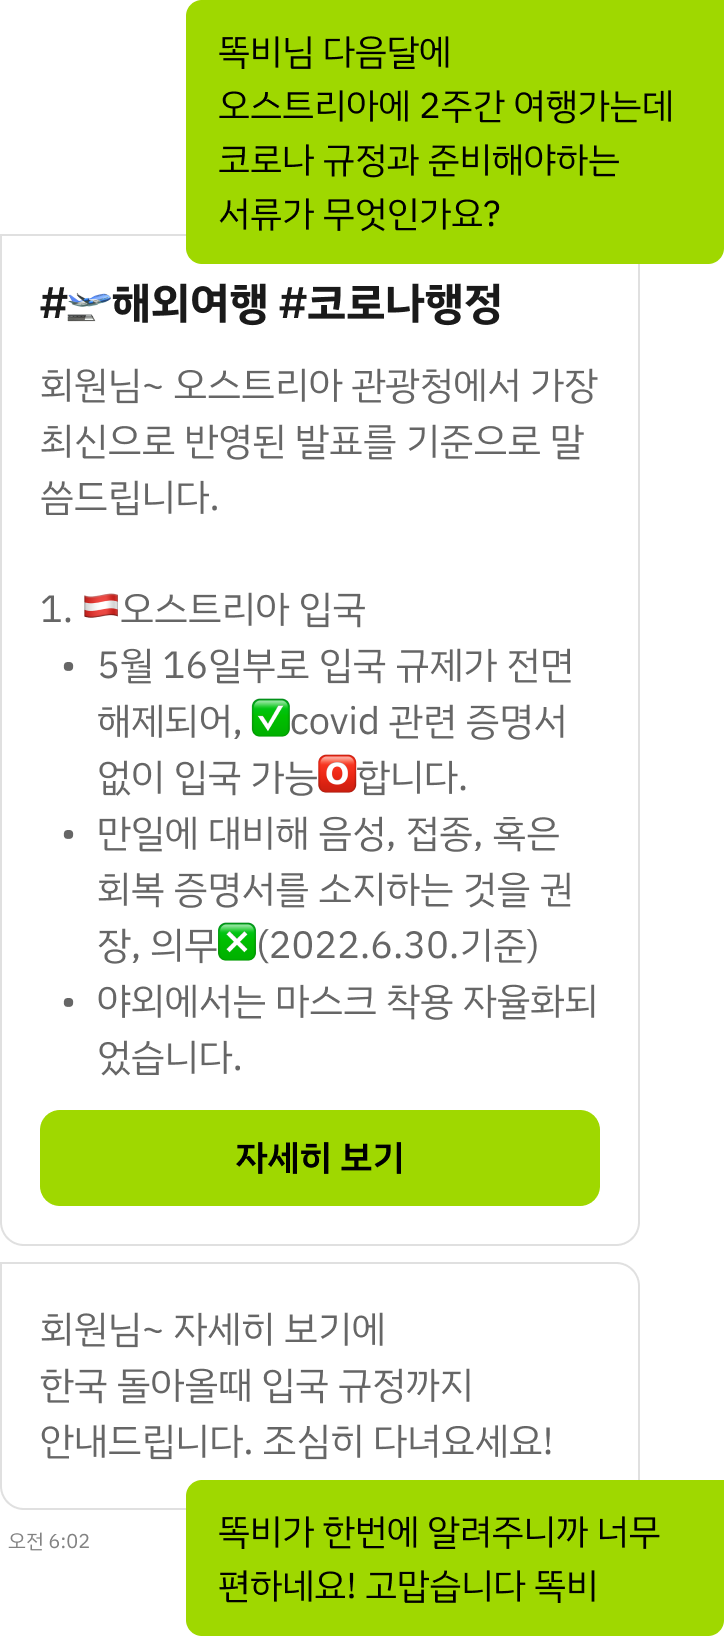 똑비님 다음달에
오스트리아에 2주간 여행가는데
코로나 규정과 준비해야하는
서류가 무엇인가요?
#🛫해외여행 #코로나행정
회원님~ 오스트리아 관광청에서 가장
최신으로 반영된 발표를 기준으로 말
씀드립니다.
1. 🇦🇹오스트리아 입국
• 5월 16일부로 입국 규제가 전면
해제되어, ✅covid 관련 증명서
없이 입국 가능🅾️합니다.
• 만일에 대비해 음성, 접종, 혹은
회복 증명서를 소지하는 것을 권
장, 의무❎(2022.6.30.기준)
• 야외에서는 마스크 착용 자율화되
었습니다.
자세히 보기
회원님~ 자세히 보기에
한국 돌아올때 입국 규정까지
안내드립니다. 조심히 다녀요세요!
오전 6:02
똑비가 한번에 알려주니까 너무
편하네요! 고맙습니다 똑비